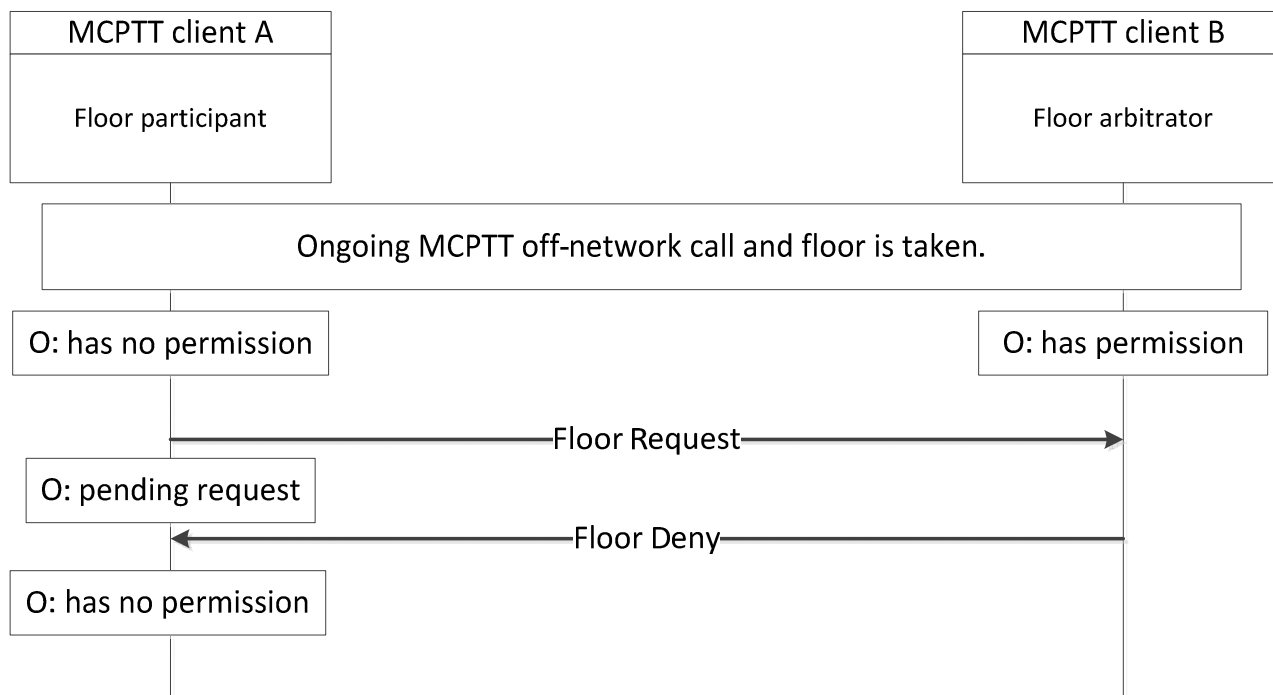 MCPTT client A
MCPTT client B
Floor participant
Floor arbitrator
Ongoing MCPTT off-network call and floor is taken.
O: has no permission
O: has permission
Floor Request
O: pending request
Floor Deny
O: has no permission